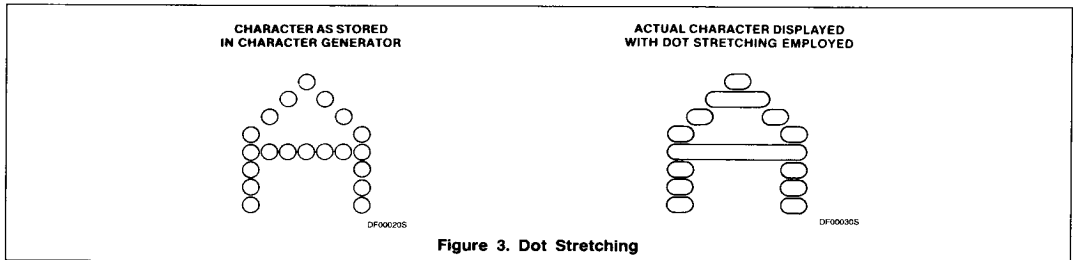 CHARACTER AS STORED
IN CHARACTER GENERATOR
ACTUAL CHARACTER DISPLAYED
WITH DOT STRETCHING EMPLOYED
DF00020S
DF00030S
Figure 3. Dot Stretching